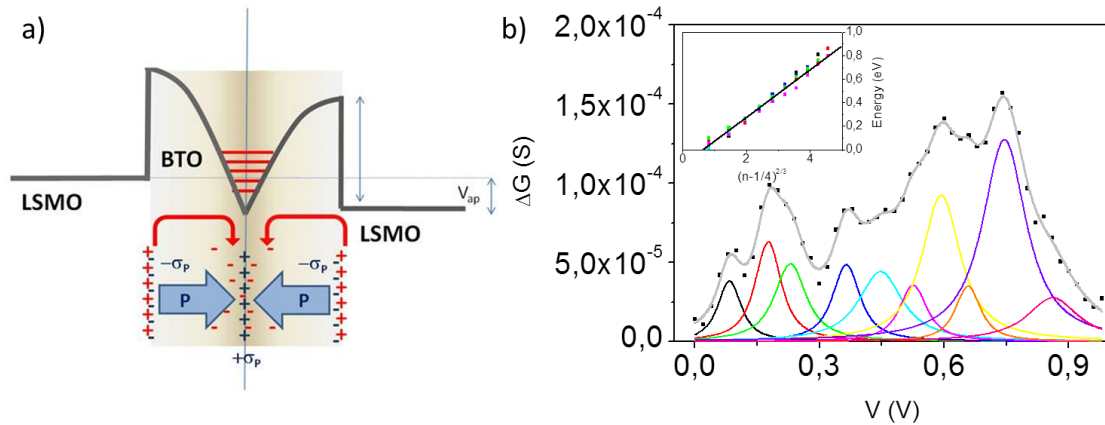 a)
BTO
LSMO
V_ap
LSMO
−σ_P
−σ_P
P
P
+σ_P
b)
2,0x10⁻⁴
1,5x10⁻⁴
1,0x10⁻⁴
5,0x10⁻⁵
0,0
ΔG (S)
0,0
0,3
0,6
0,9
V (V)
1,0
0,8
0,6
0,4
0,2
0,0
Energy (eV)
0
2
4
(n-1/4)^2/3